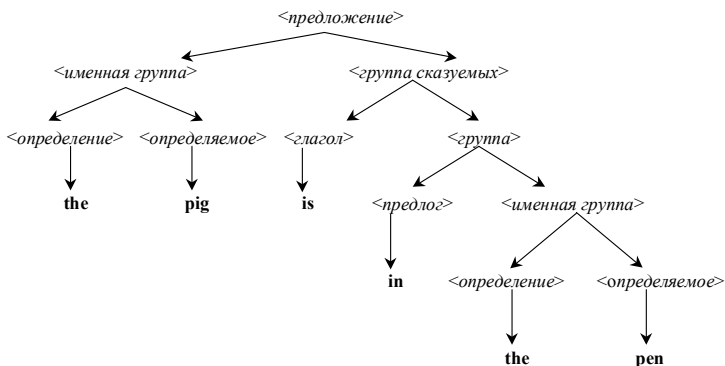 <предложение>
<именная группа> <группа сказуемых>
<определение> <определяемое> <глагол> <группа>
the pig is <предлог> <именная группа>
in <определение> <определяемое>
the pen